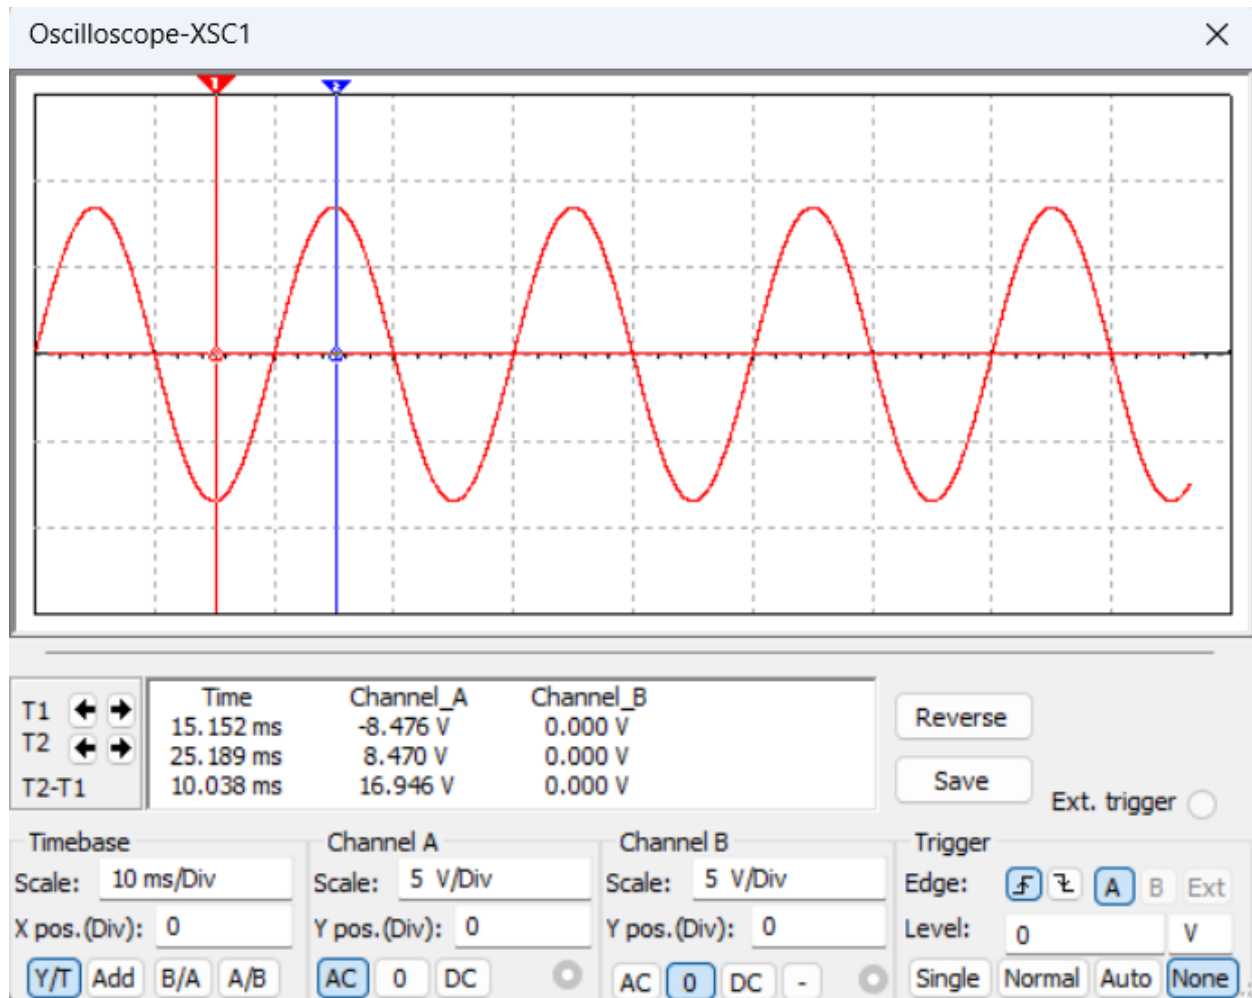 Oscilloscope-XSC1
1 2
Time Channel_A Channel_B
T1 15.152 ms -8.476 V 0.000 V
T2 25.189 ms 8.470 V 0.000 V
T2-T1 10.038 ms 16.946 V 0.000 V
Reverse
Save
Ext. trigger
Timebase
Scale: 10 ms/Div
X pos.(Div): 0
Y/T Add B/A A/B
Channel A
Scale: 5 V/Div
Y pos.(Div): 0
AC 0 DC
Channel B
Scale: 5 V/Div
Y pos.(Div): 0
AC 0 DC -
Trigger
Edge: A B Ext
Level: 0 V
Single Normal Auto None